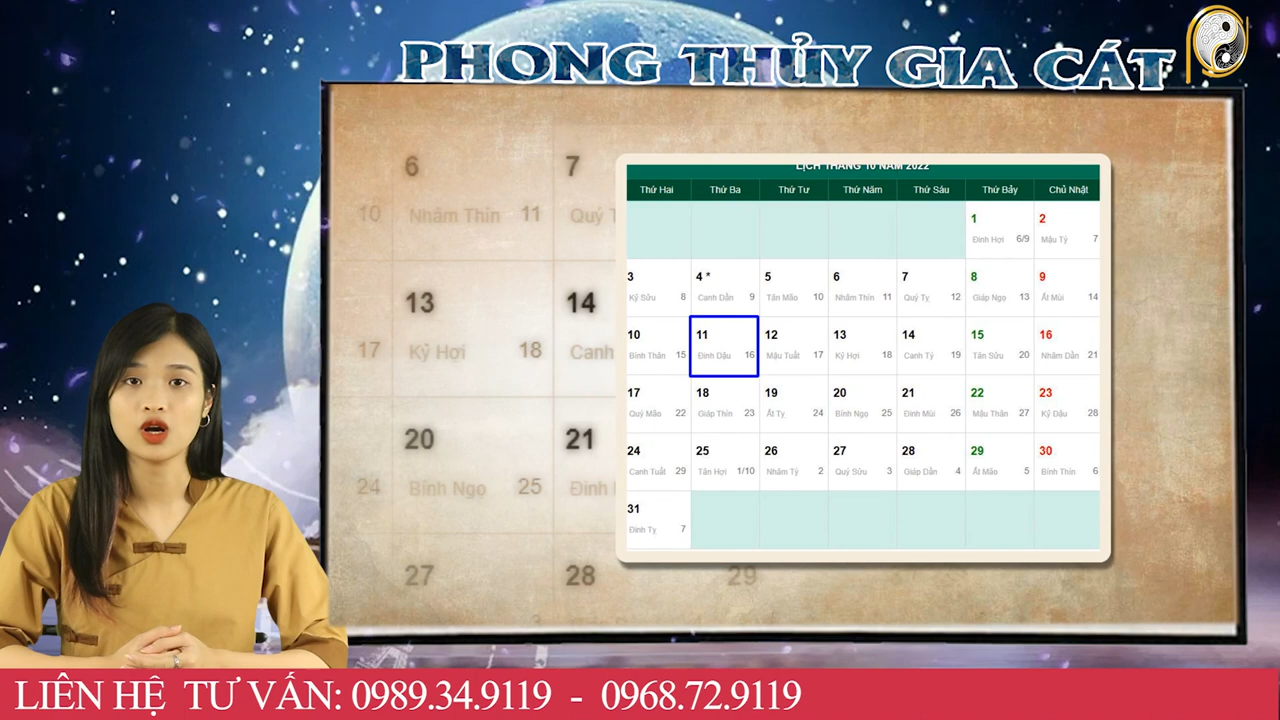 PHONG THỦY GIA CÁT
6 7
10 Nhâm Thìn 11 Quý T
13 14
17 Kỷ Hợi 18 Canh
20 21
24 Bính Ngọ 25 Đinh
27 28 29
LỊCH THÁNG 10 NĂM 2022
Thứ Hai Thứ Ba Thứ Tư Thứ Năm Thứ Sáu Thứ Bảy Chủ Nhật
1 2
Đinh Hợi 6/9 Mậu Tý 7
3 4 * 5 6 7 8 9
Kỷ Sửu 8 Canh Dần 9 Tân Mão 10 Nhâm Thìn 11 Quý Tỵ 12 Giáp Ngọ 13 Ất Mùi 14
10 11 12 13 14 15 16
Bính Thân 15 Đinh Dậu 16 Mậu Tuất 17 Kỷ Hợi 18 Canh Tý 19 Tân Sửu 20 Nhâm Dần 21
17 18 19 20 21 22 23
Quý Mão 22 Giáp Thìn 23 Ất Tỵ 24 Bính Ngọ 25 Đinh Mùi 26 Mậu Thân 27 Kỷ Dậu 28
24 25 26 27 28 29 30
Canh Tuất 29 Tân Hợi 1/10 Nhâm Tý 2 Quý Sửu 3 Giáp Dần 4 Ất Mão 5 Bính Thìn 6
31
Đinh Tỵ 7
LIÊN HỆ TƯ VẤN: 0989.34.9119 - 0968.72.9119